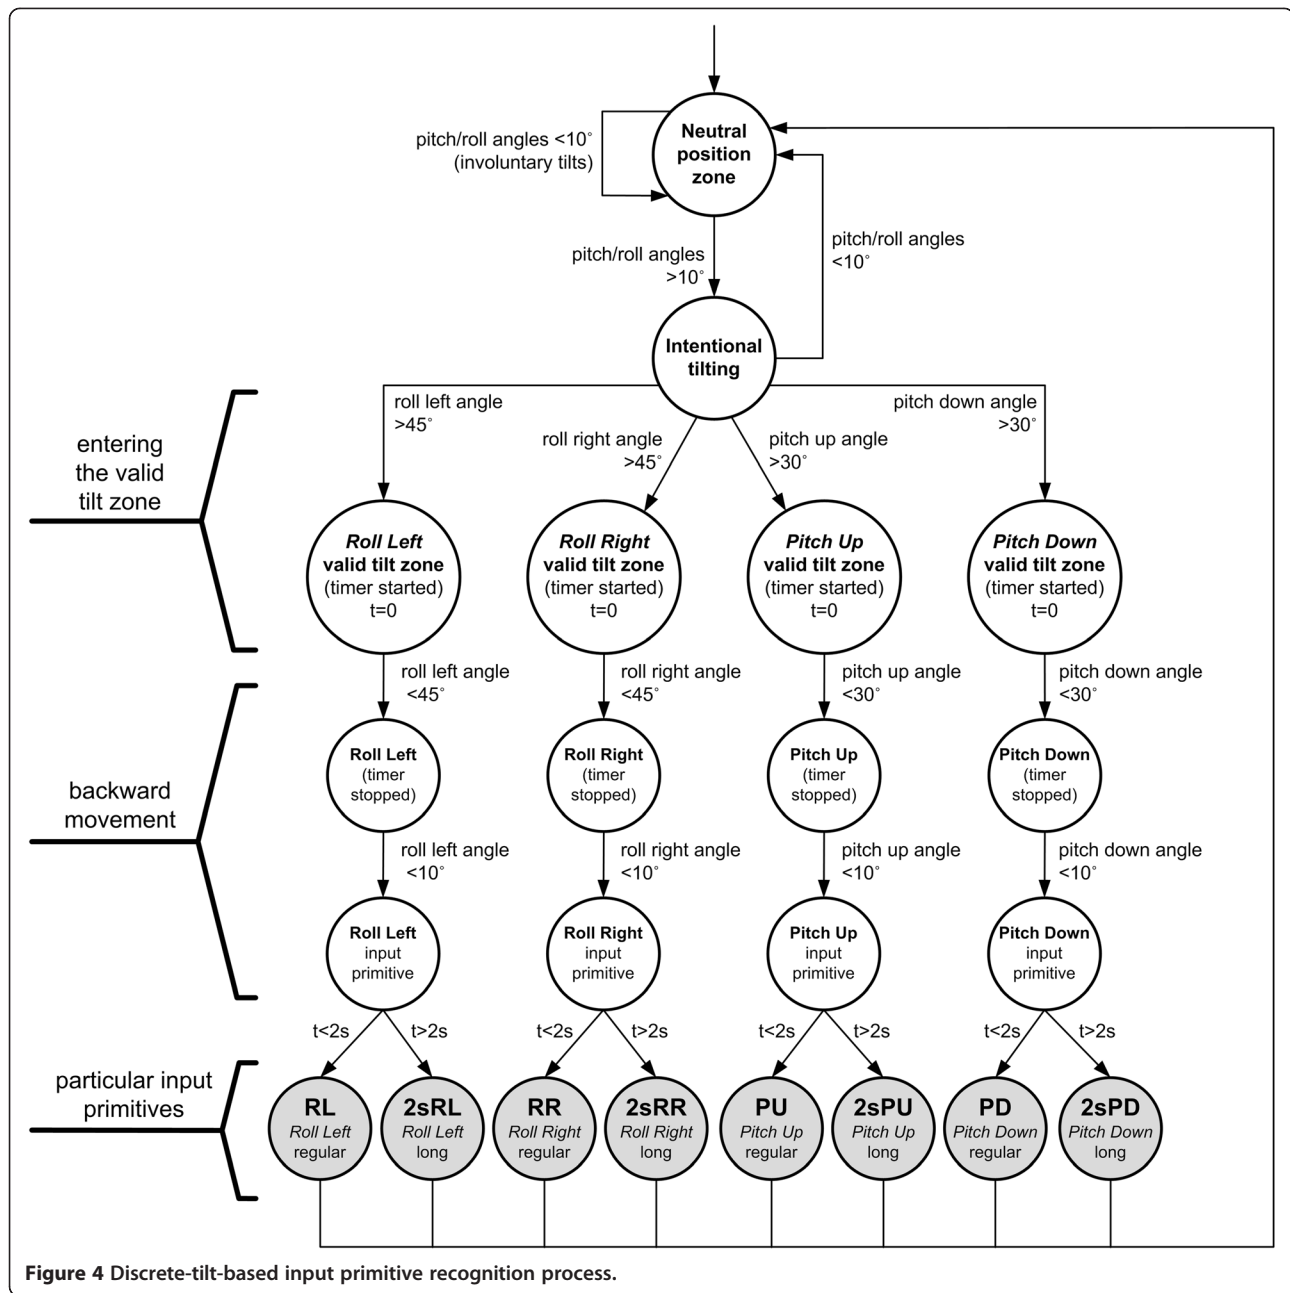 Neutral
position
zone
pitch/roll angles <10˚
(involuntary tilts)
pitch/roll angles
>10˚
pitch/roll angles
<10˚
Intentional
tilting
entering
the valid
tilt zone
roll left angle
>45˚
roll right angle
>45˚
pitch up angle
>30˚
pitch down angle
>30˚
Roll Left
valid tilt zone
(timer started)
t=0
Roll Right
valid tilt zone
(timer started)
t=0
Pitch Up
valid tilt zone
(timer started)
t=0
Pitch Down
valid tilt zone
(timer started)
t=0
backward
movement
roll left angle
<45˚
roll right angle
<45˚
pitch up angle
<30˚
pitch down angle
<30˚
Roll Left
(timer
stopped)
Roll Right
(timer
stopped)
Pitch Up
(timer
stopped)
Pitch Down
(timer
stopped)
roll left angle
<10˚
roll right angle
<10˚
pitch up angle
<10˚
pitch down angle
<10˚
Roll Left
input
primitive
Roll Right
input
primitive
Pitch Up
input
primitive
Pitch Down
input
primitive
particular input
primitives
t<2s
t>2s
t<2s
t>2s
t<2s
t>2s
t<2s
t>2s
RL
Roll Left
regular
2sRL
Roll Left
long
RR
Roll Right
regular
2sRR
Roll Right
long
PU
Pitch Up
regular
2sPU
Pitch Up
long
PD
Pitch Down
regular
2sPD
Pitch Down
long
Figure 4 Discrete-tilt-based input primitive recognition process.